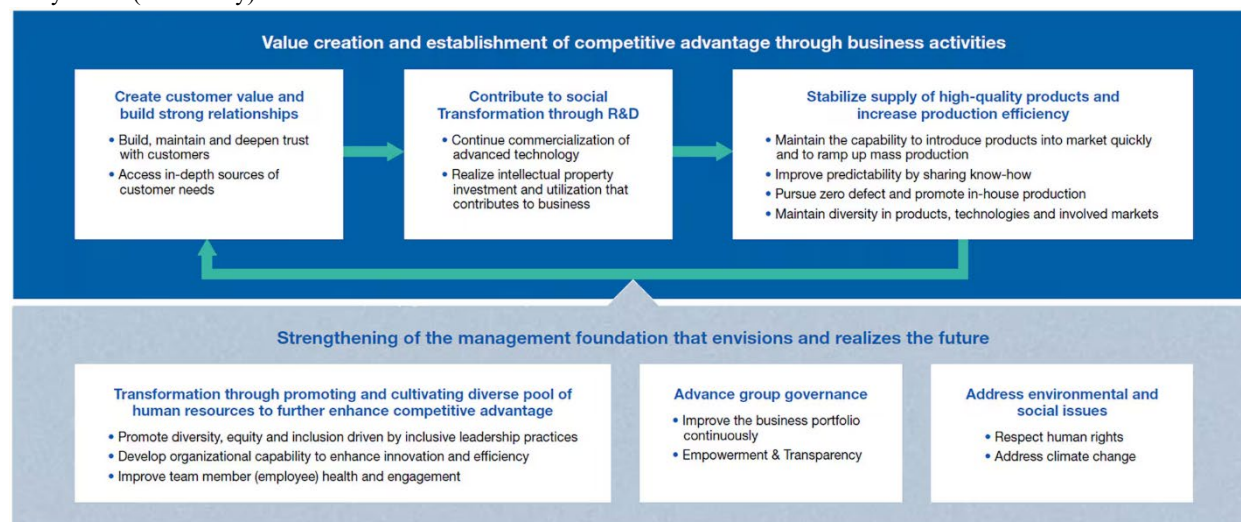 Value creation and establishment of competitive advantage through business activities
Create customer value and
build strong relationships
• Build, maintain and deepen trust
with customers
• Access in-depth sources of
customer needs
Contribute to social
Transformation through R&D
• Continue commercialization of
advanced technology
• Realize intellectual property
investment and utilization that
contributes to business
Stabilize supply of high-quality products and
increase production efficiency
• Maintain the capability to introduce products into market quickly
and to ramp up mass production
• Improve predictability by sharing know-how
• Pursue zero defect and promote in-house production
• Maintain diversity in products, technologies and involved markets
Strengthening of the management foundation that envisions and realizes the future
Transformation through promoting and cultivating diverse pool of
human resources to further enhance competitive advantage
• Promote diversity, equity and inclusion driven by inclusive leadership practices
• Develop organizational capability to enhance innovation and efficiency
• Improve team member (employee) health and engagement
Advance group governance
• Improve the business portfolio
continuously
• Empowerment & Transparency
Address environmental and
social issues
• Respect human rights
• Address climate change